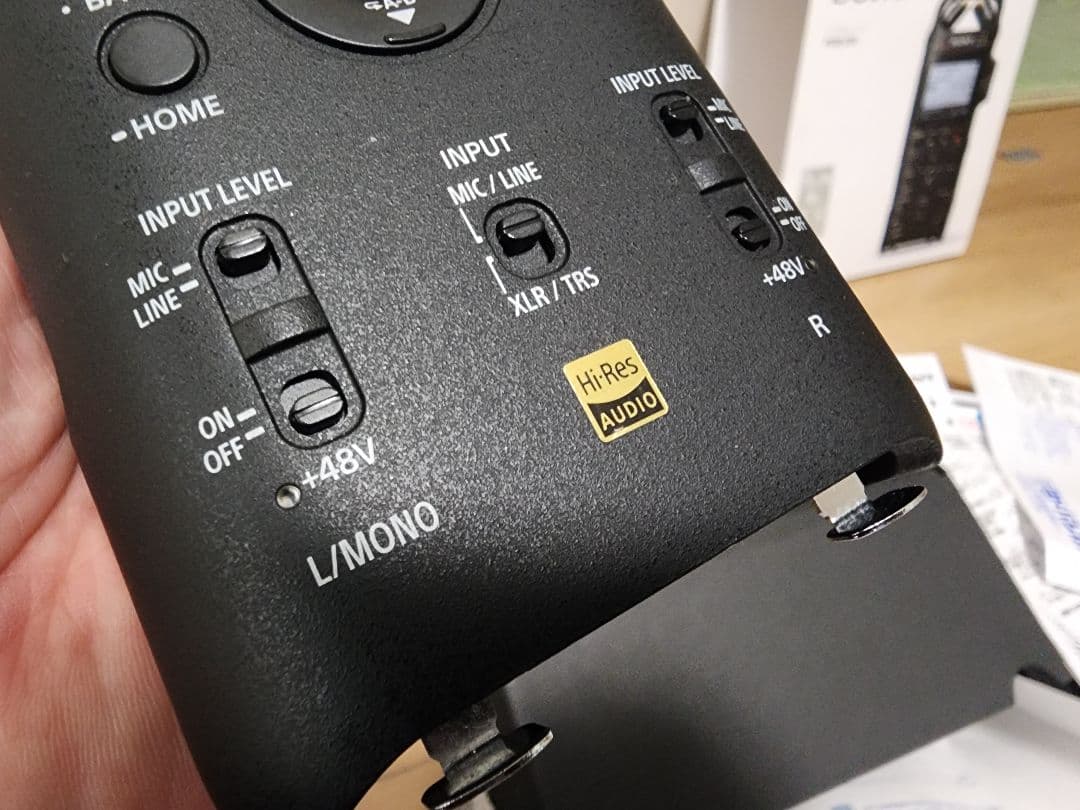 A-B
HOME
INPUT LEVEL
MIC
LINE
ON
OFF
+48V
L/MONO
INPUT
MIC / LINE
XLR / TRS
Hi-Res
AUDIO
INPUT LEVEL
MIC
LINE
ON
OFF
+48V
R